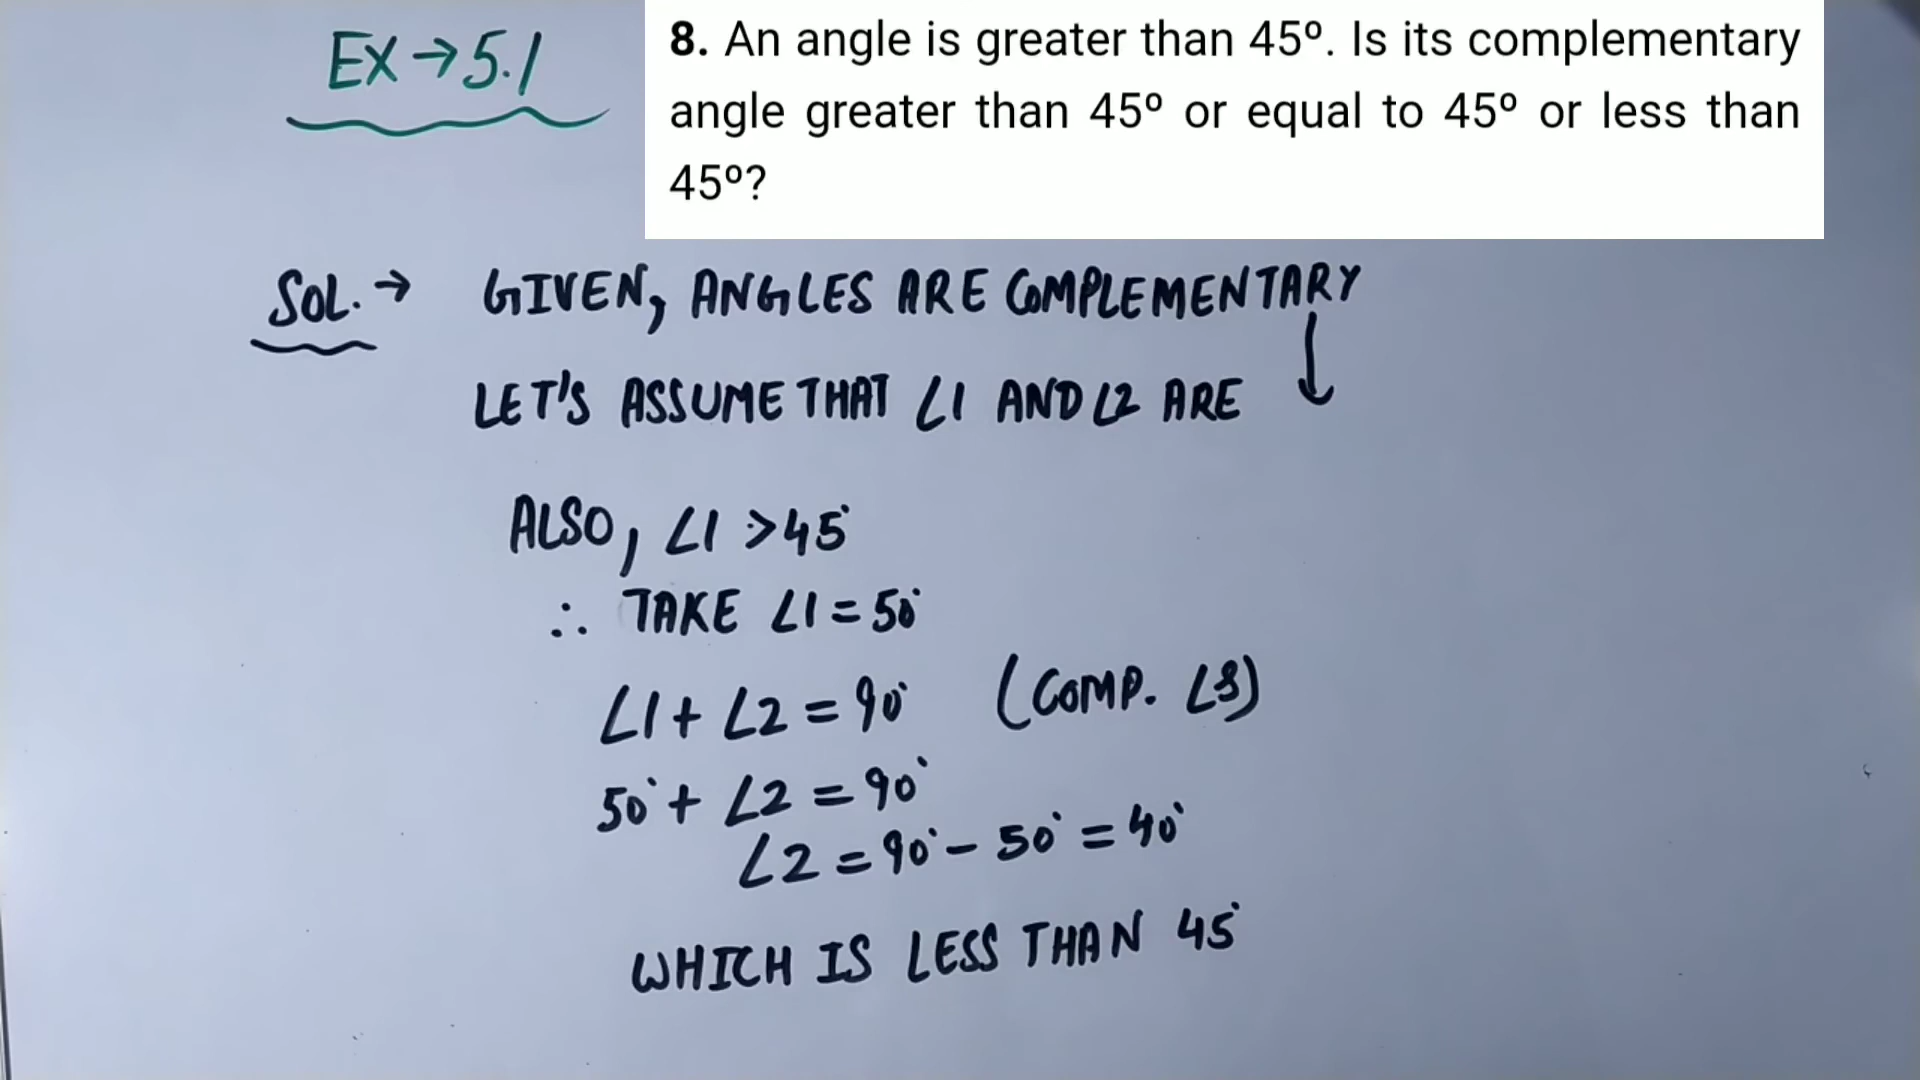 EX → 5.1
8. An angle is greater than 45º. Is its complementary
angle greater than 45º or equal to 45º or less than
45º?
SOL. → GIVEN, ANGLES ARE COMPLEMENTARY
LET'S ASSUME THAT ∠1 AND ∠2 ARE ↓
ALSO, ∠1 > 45°
∴ TAKE ∠1 = 50°
∠1 + ∠2 = 90° (COMP. ∠S)
50° + ∠2 = 90°
∠2 = 90° - 50° = 40°
WHICH IS LESS THAN 45°